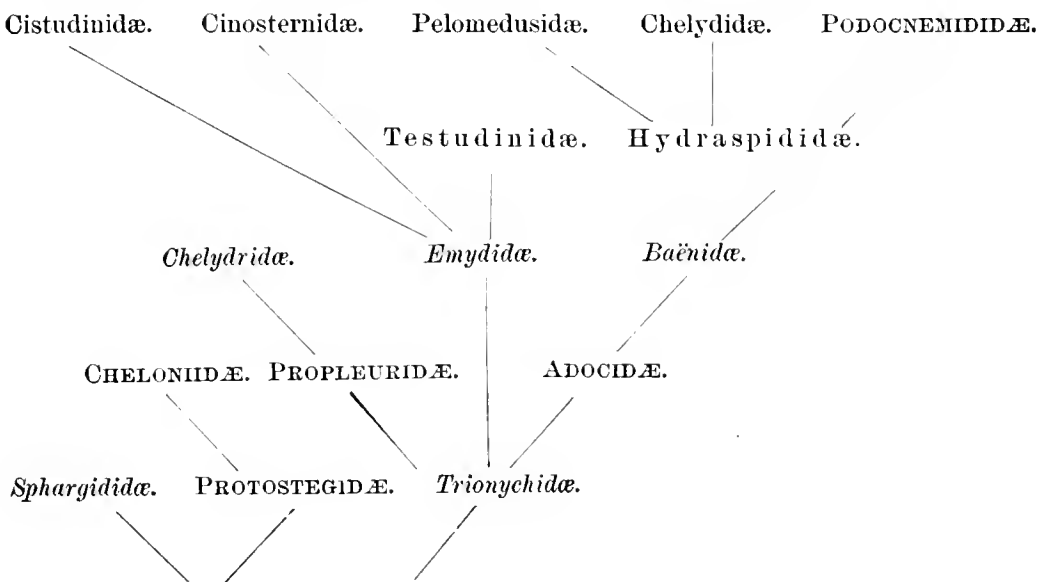 Cistudinidæ. Cinosternidæ. Pelomedusidæ. Chelydidæ. PODOCNEMIDIDÆ.
Testudinidæ. Hydraspididæ.
Chelydridæ. Emydidæ. Baënidæ.
CHELONIIDÆ. PROPLEURIDÆ. ADOCIDÆ.
Sphargididæ. PROTOSTEGIDÆ. Trionychidæ.